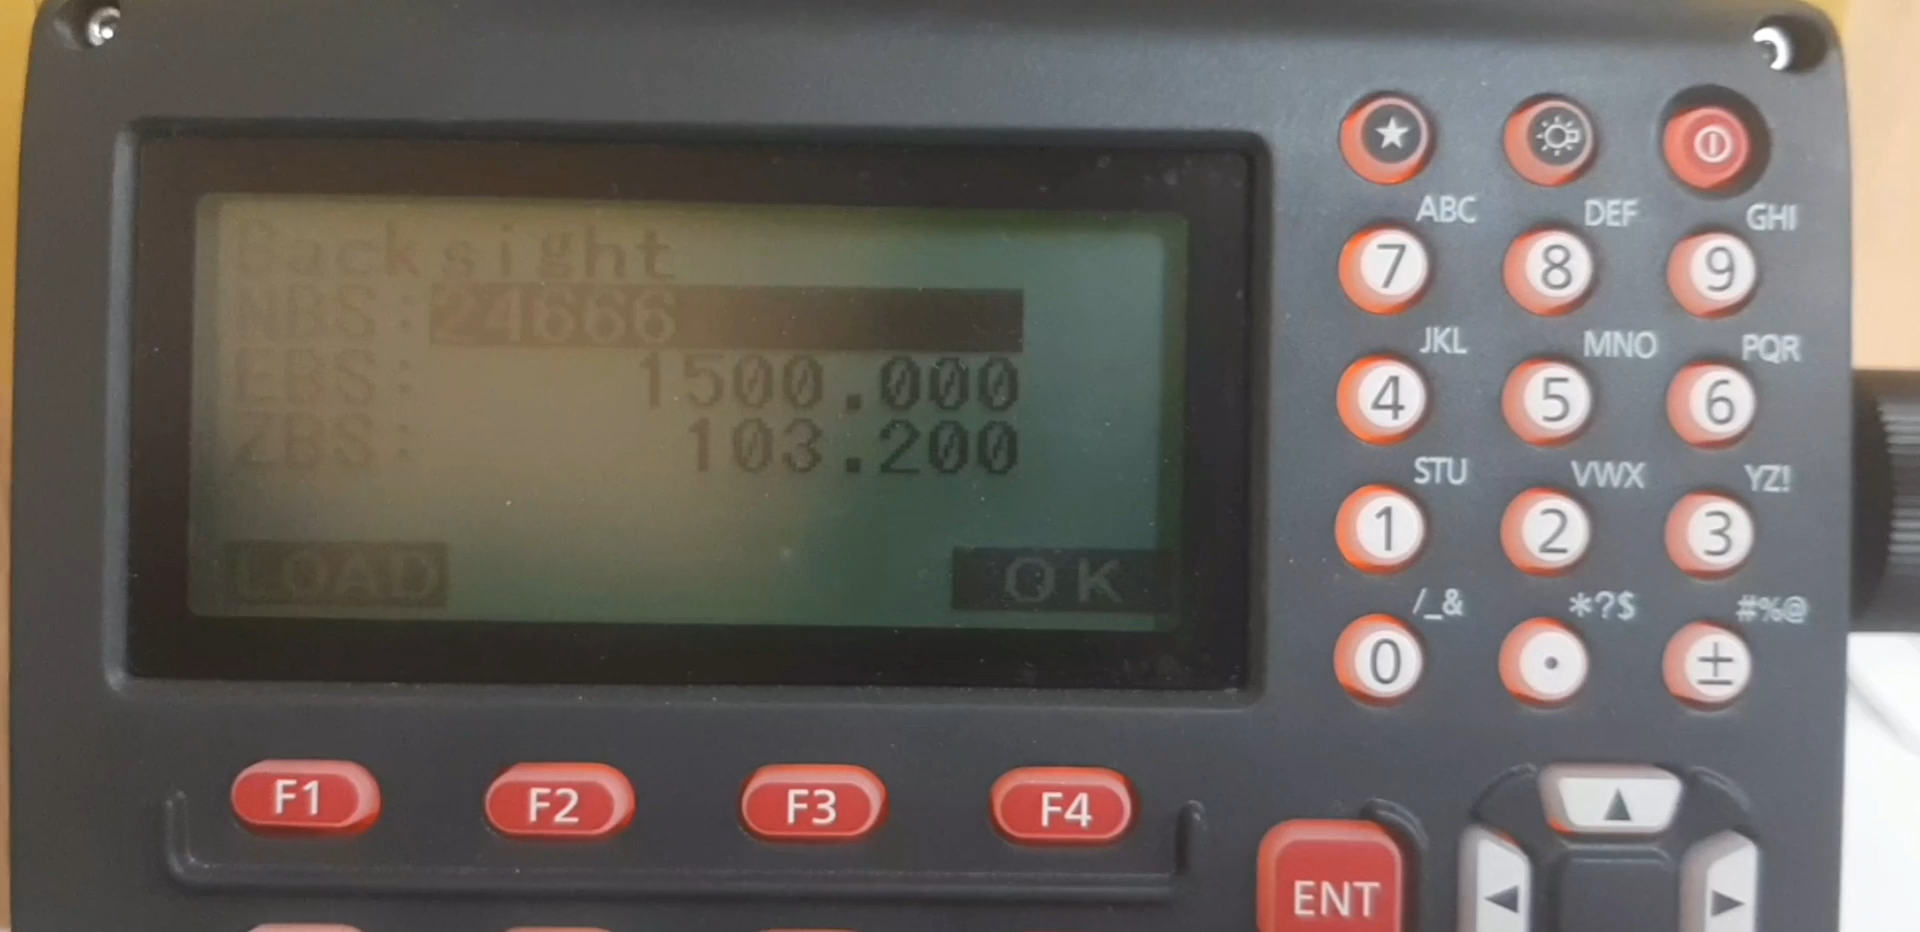 Backsight
NBS:24666
EBS: 1500.000
ZBS: 103.200
LOAD OK
ABC DEF GHI
7 8 9
JKL MNO PQR
4 5 6
STU VWX YZ!
1 2 3
/_& *?$ #%@
0 . ±
F1 F2 F3 F4
ENT